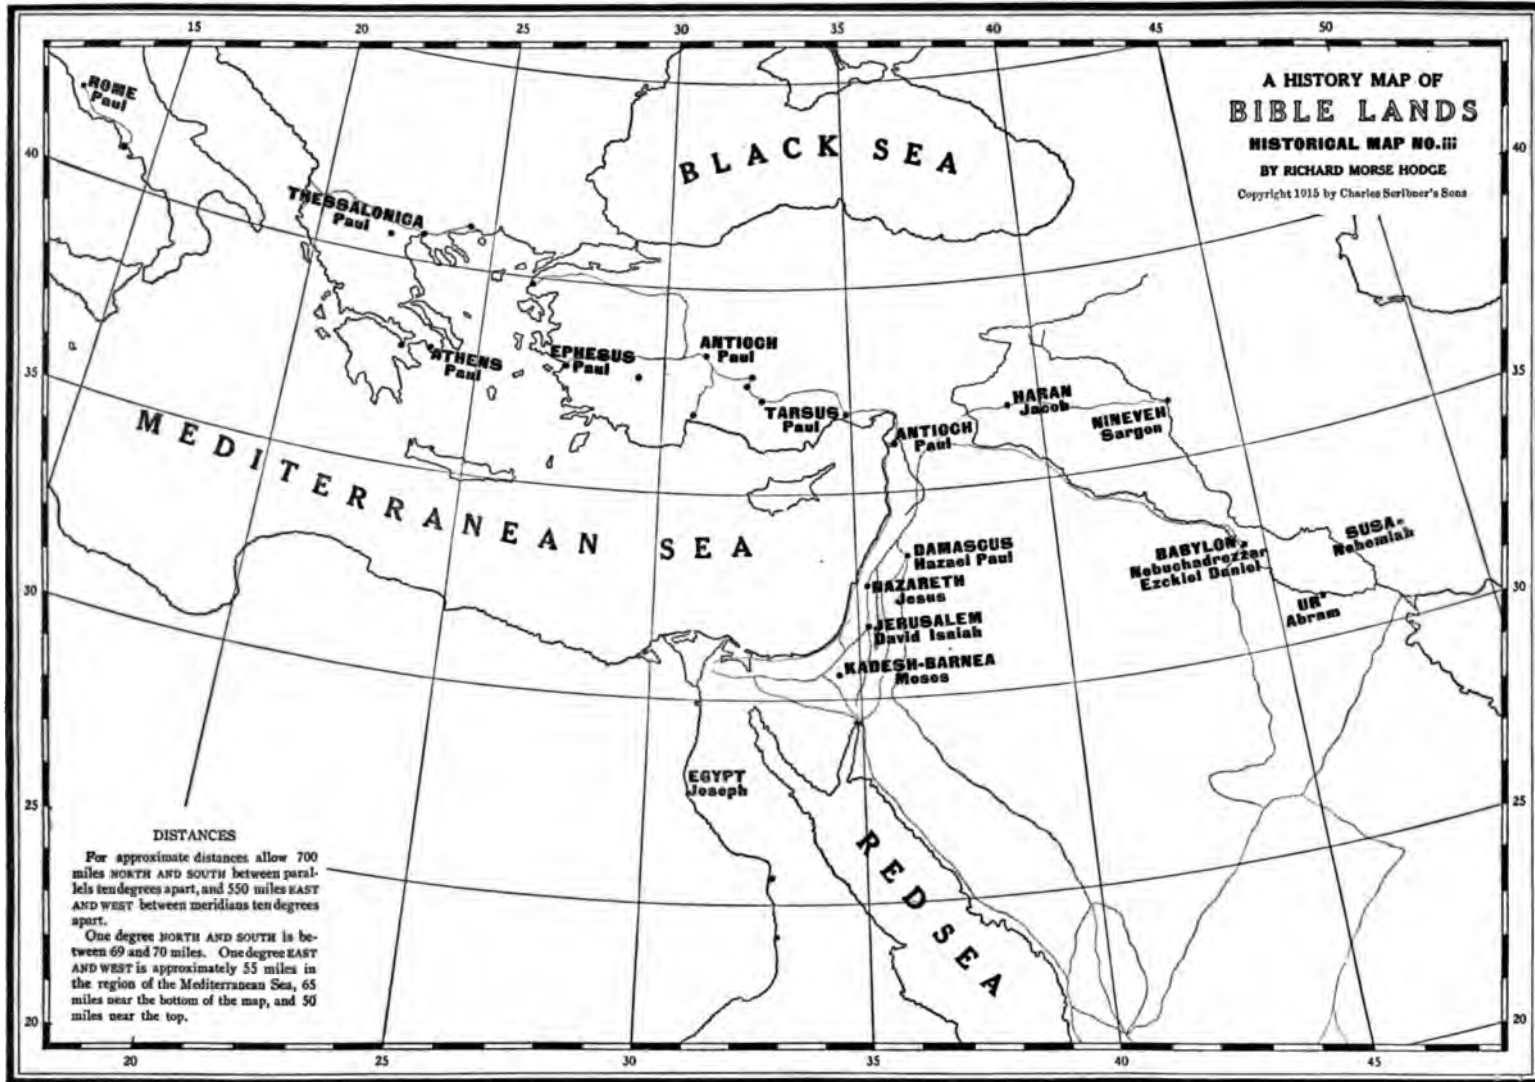 15
20
25
30
35
40
45
50
A HISTORY MAP OF
BIBLE LANDS
HISTORICAL MAP NO.iii
BY RICHARD MORSE HODGE
Copyright 1915 by Charles Scribner's Sons
ROME
Paul
BLACK SEA
40
40
THESSALONICA
Paul
ATHENS
Paul
EPHESUS
Paul
ANTIOCH
Paul
TARSUS
Paul
ANTIOCH
Paul
HARAN
Jacob
NINEVEH
Sargon
35
35
MEDITERRANEAN SEA
DAMASCUS
Hazael Paul
NAZARETH
Jesus
JERUSALEM
David Isaiah
KADESH-BARNEA
Moses
BABYLON
Nebuchadrezzar
Ezekiel Daniel
SUSA
Nehemiah
UR
Abram
30
30
EGYPT
Joseph
RED SEA
25
25
DISTANCES
For approximate distances allow 700
miles NORTH AND SOUTH between paral-
lels ten degrees apart, and 550 miles EAST
AND WEST between meridians ten degrees
apart.
One degree NORTH AND SOUTH is be-
tween 69 and 70 miles. One degree EAST
AND WEST is approximately 55 miles in
the region of the Mediterranean Sea, 65
miles near the bottom of the map, and 50
miles near the top.
20
20
20
25
30
35
40
45